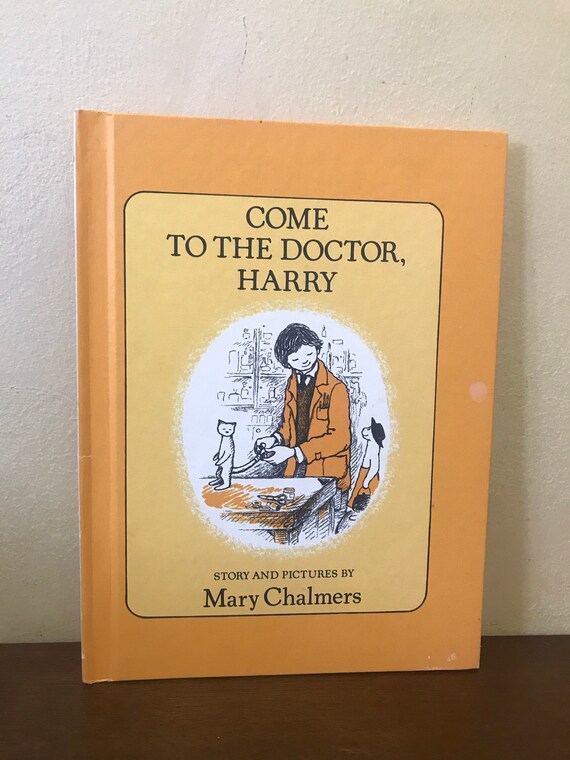 COME
TO THE DOCTOR,
HARRY
STORY AND PICTURES BY
Mary Chalmers